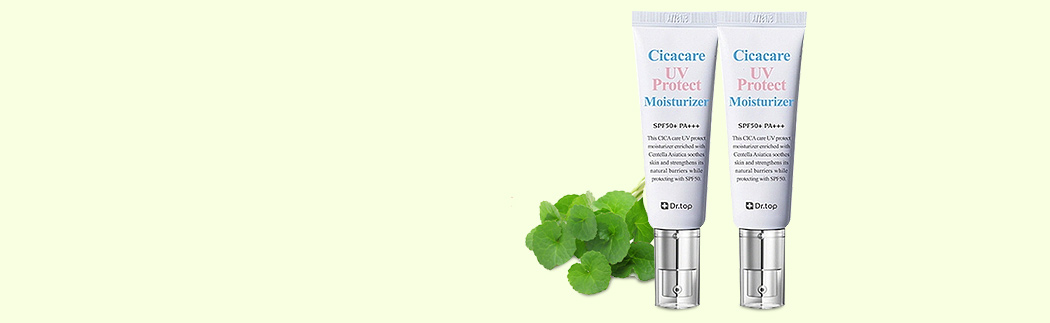 Cicacare
UV
Protect
Moisturizer
SPF50+ PA+++
This CICA care UV protect
moisturizer enriched with
Centella Asiatica soothes
skin and strengthens its
natural barriers while
protecting with SPF50.
Dr.top
Cicacare
UV
Protect
Moisturizer
SPF50+ PA+++
This CICA care UV protect
moisturizer enriched with
Centella Asiatica soothes
skin and strengthens its
natural barriers while
protecting with SPF50.
Dr.top